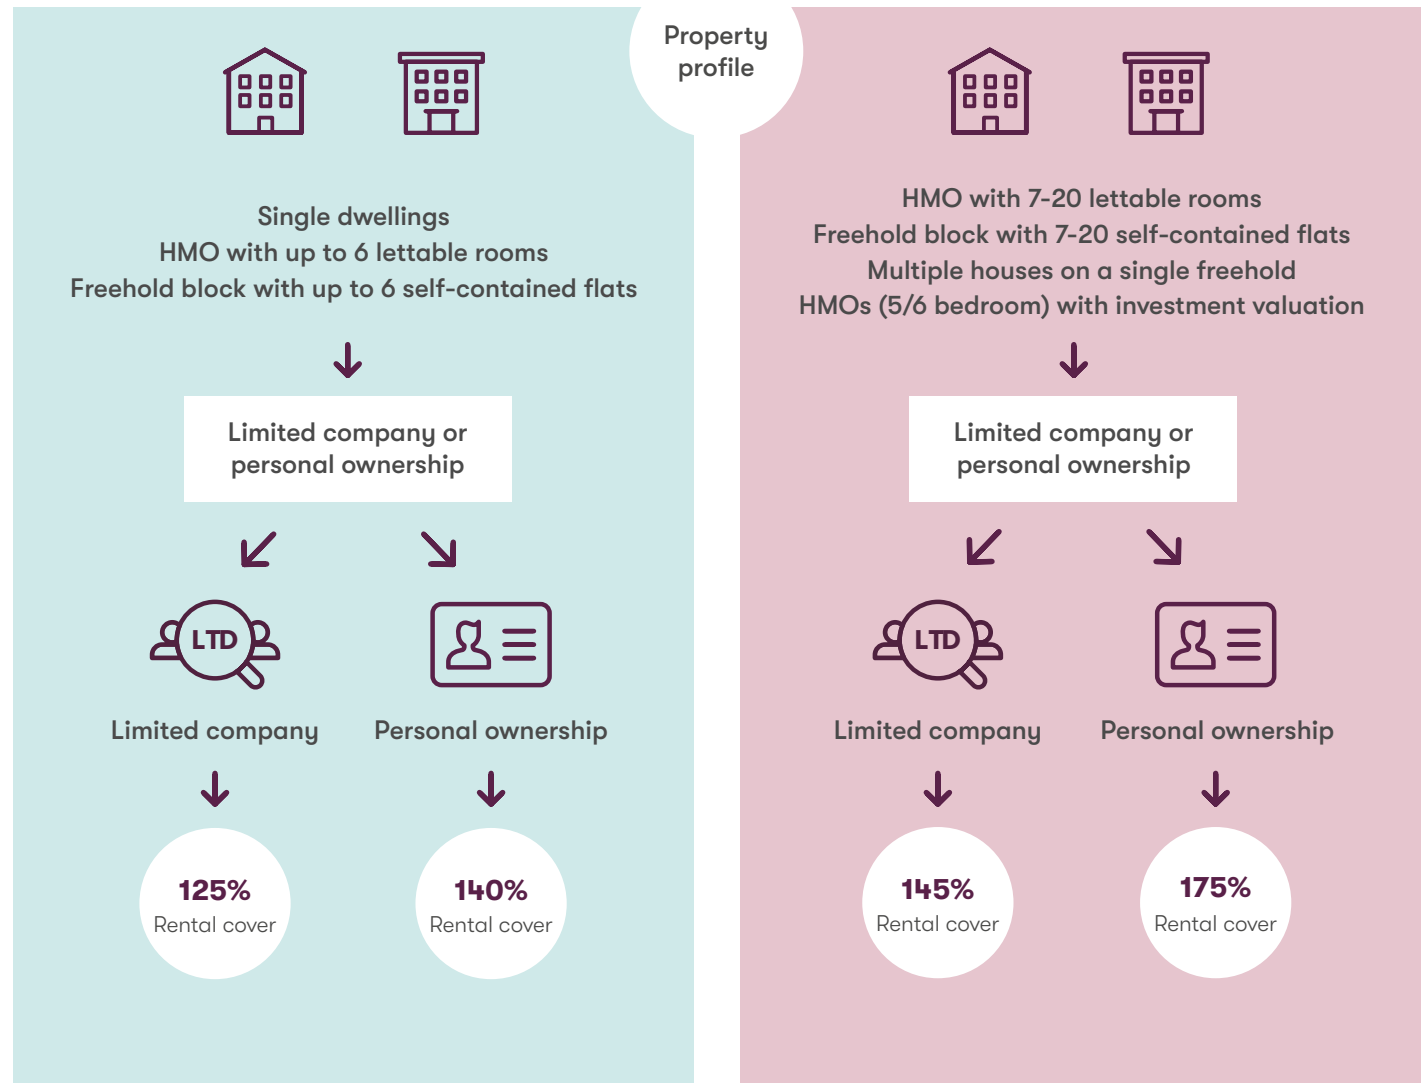 Property
profile
Single dwellings
HMO with up to 6 lettable rooms
Freehold block with up to 6 self-contained flats
Limited company or
personal ownership
LTD
Limited company
Personal ownership
125%
Rental cover
140%
Rental cover
HMO with 7-20 lettable rooms
Freehold block with 7-20 self-contained flats
Multiple houses on a single freehold
HMOs (5/6 bedroom) with investment valuation
Limited company or
personal ownership
LTD
Limited company
Personal ownership
145%
Rental cover
175%
Rental cover